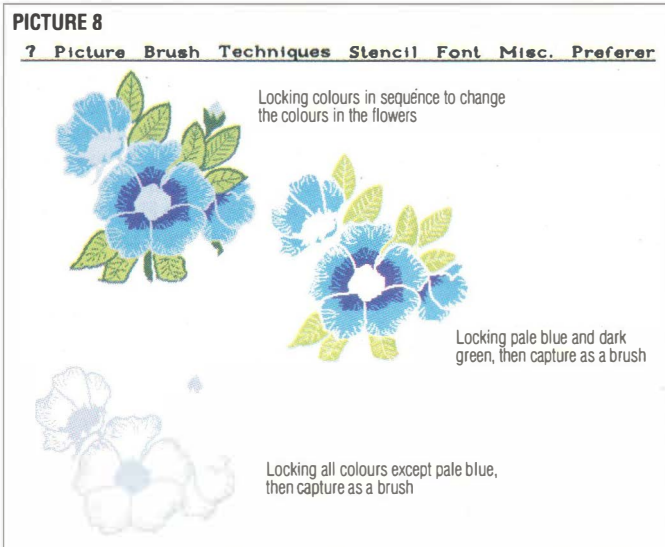 PICTURE 8
? Picture Brush Techniques Stencil Font Misc. Preferer
Locking colours in sequence to change
the colours in the flowers
Locking pale blue and dark
green, then capture as a brush
Locking all colours except pale blue,
then capture as a brush